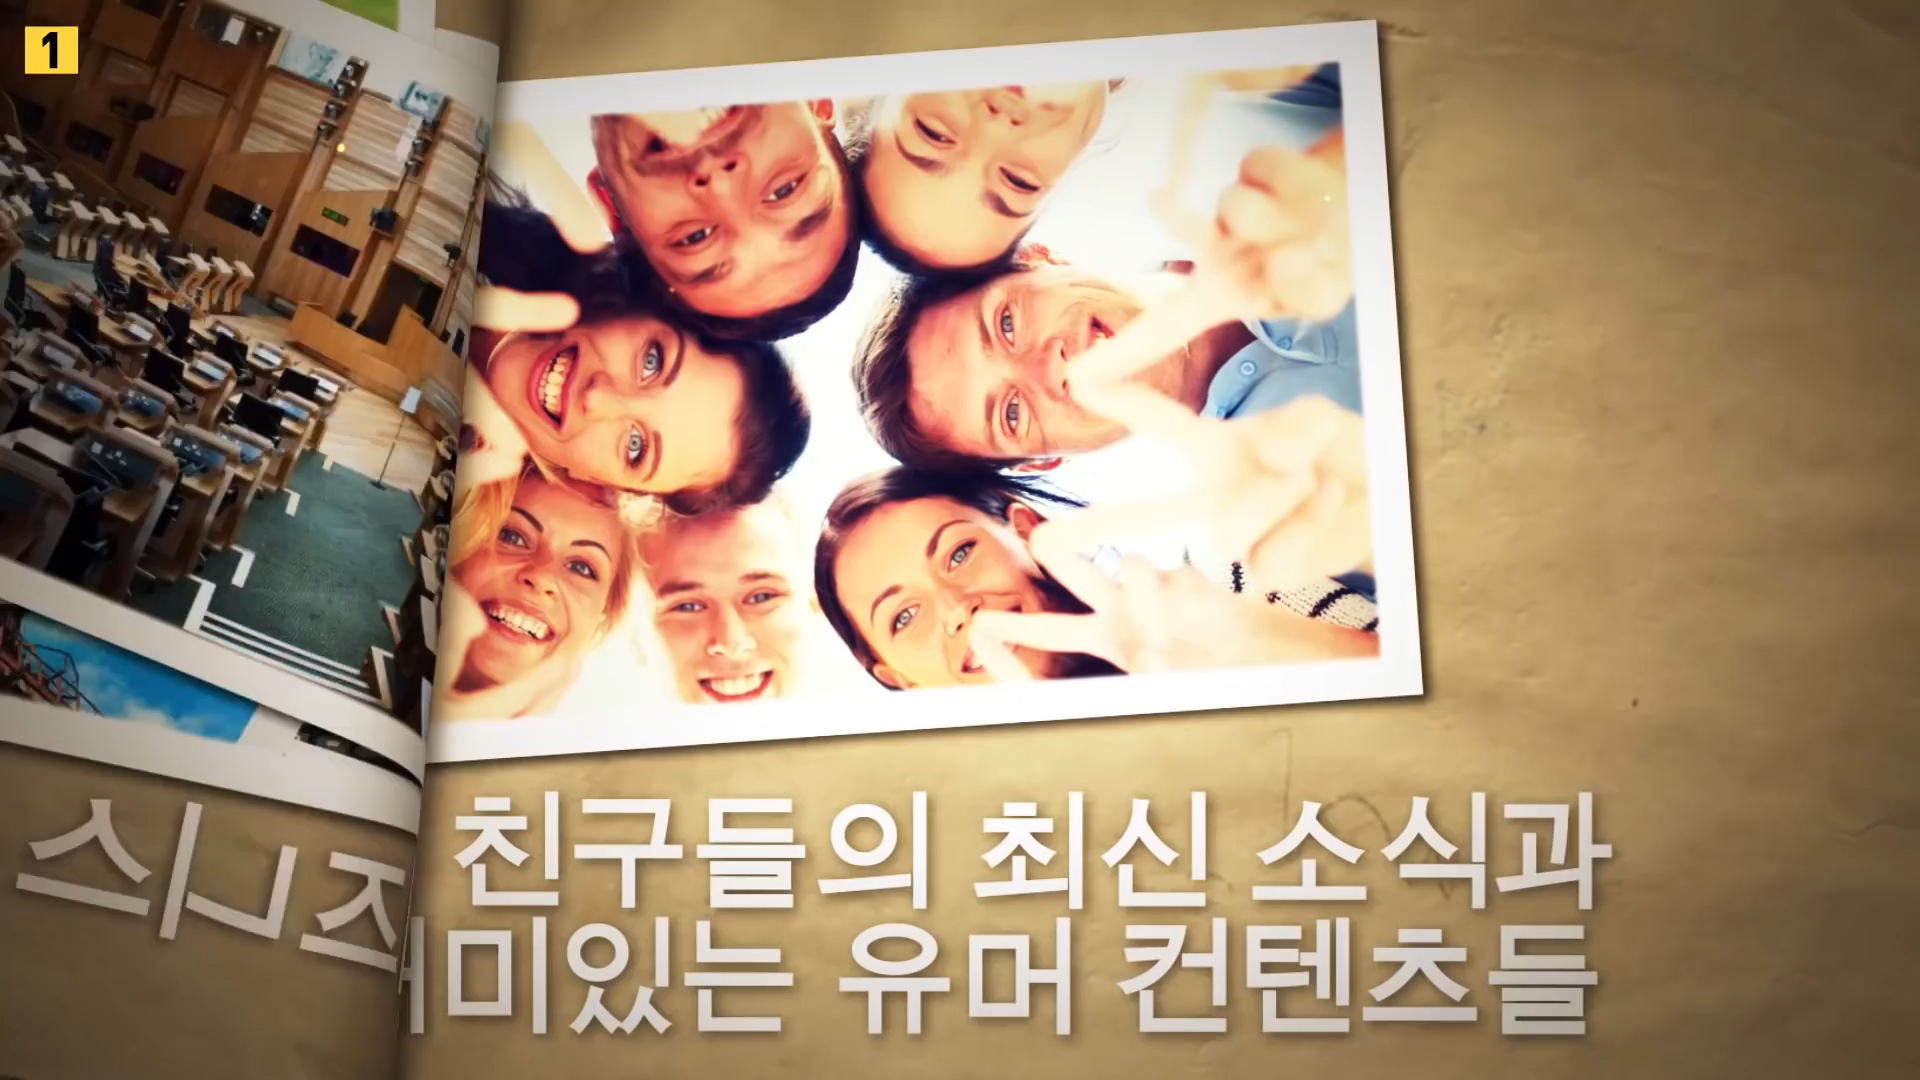 1
친구들의 최신 소식과
미있는 유머 컨텐츠들